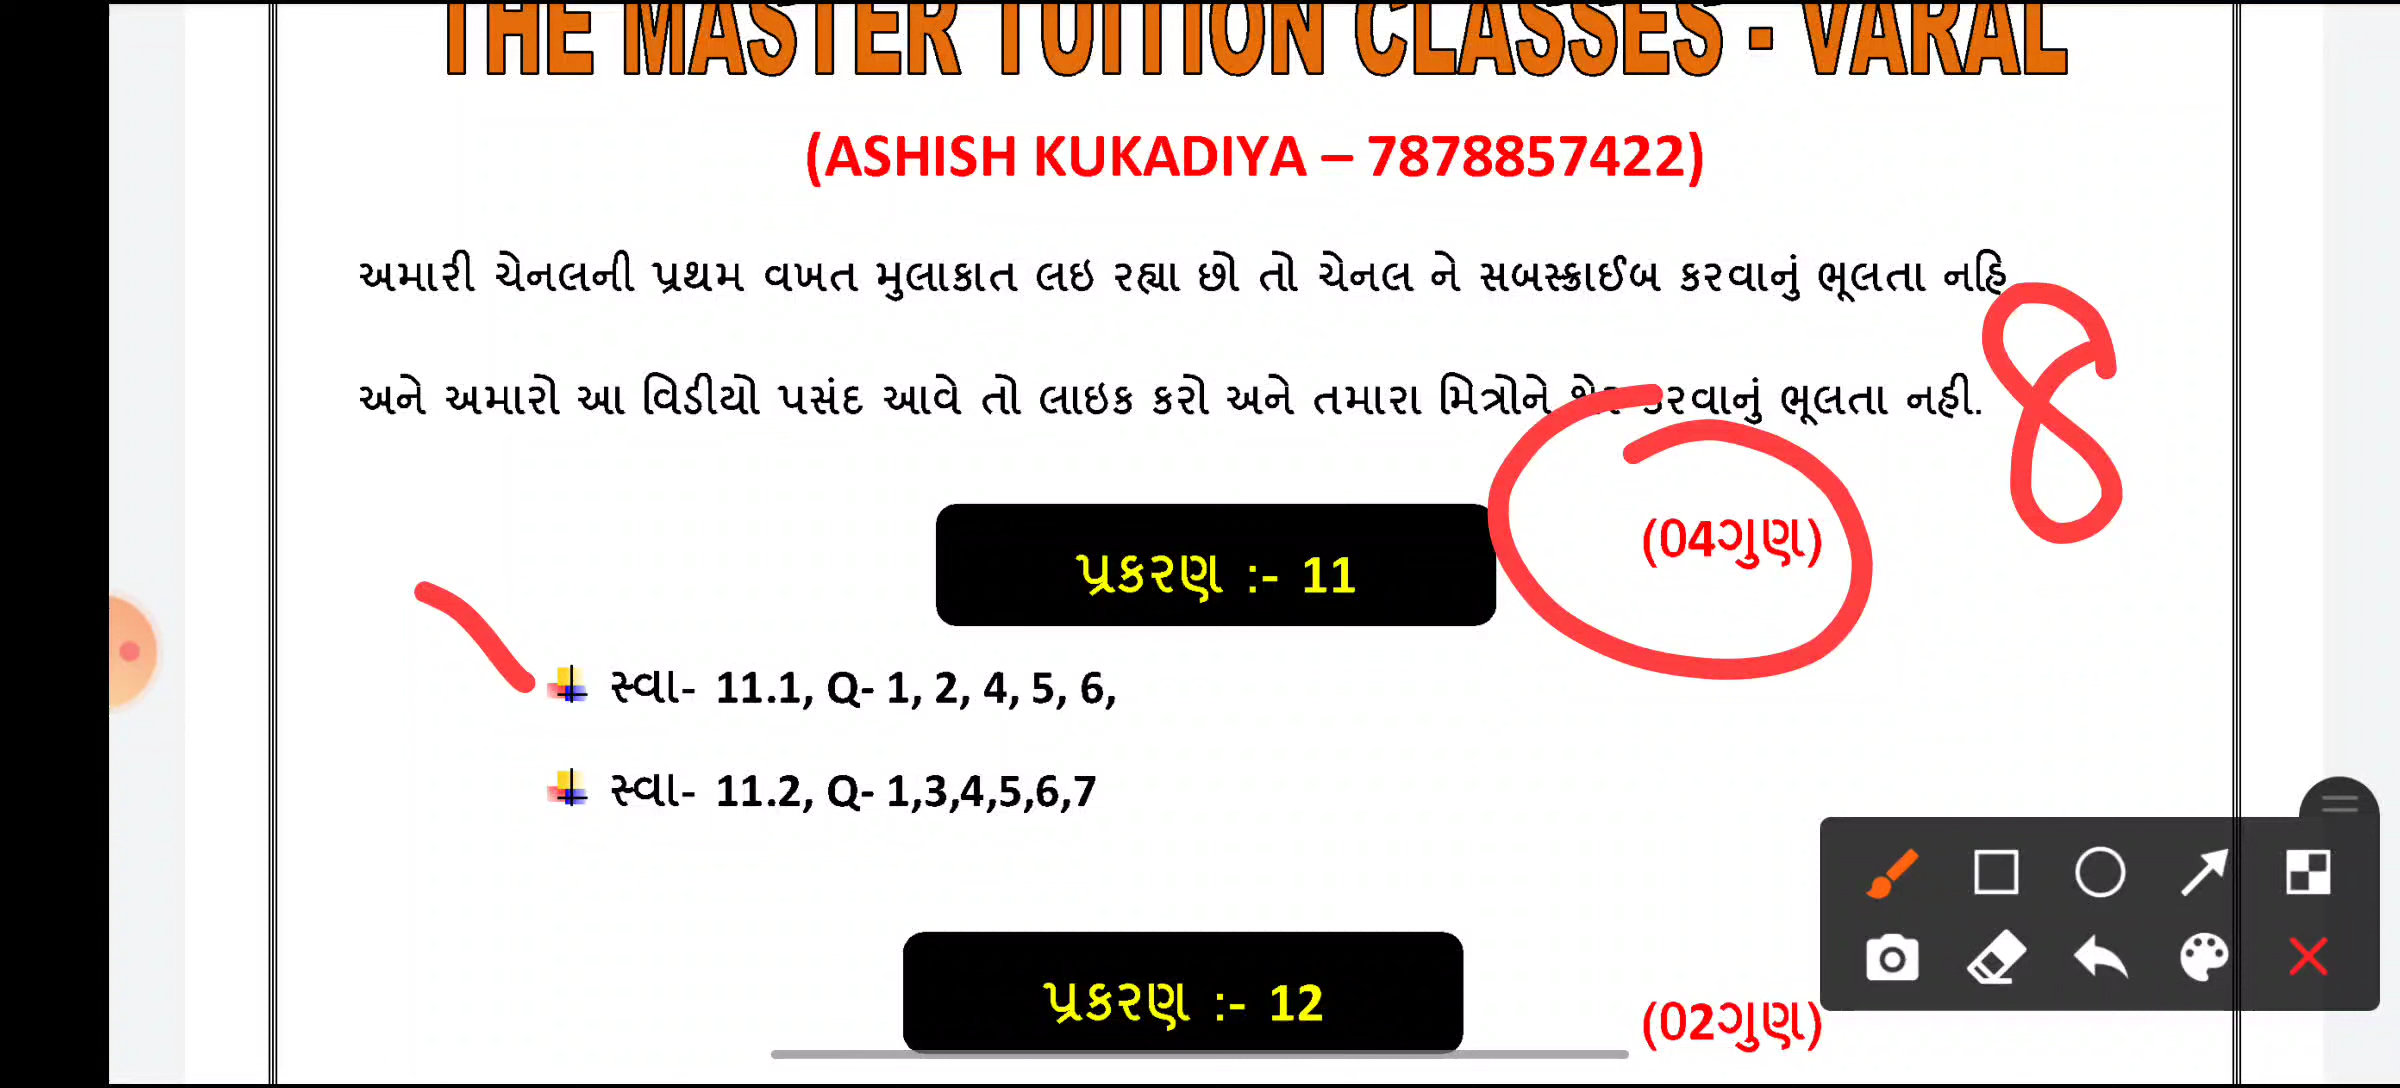 THE MASTER TUITION CLASSES - VARAL
(ASHISH KUKADIYA – 7878857422)
અમારી ચેનલની પ્રથમ વખત મુલાકાત લઇ રહ્યા છો તો ચેનલ ને સબસ્ક્રાઈબ કરવાનું ભૂલતા નહિ
અને અમારો આ વિડીયો પસંદ આવે તો લાઇક કરો અને તમારા મિત્રોને કરવાનું ભૂલતા નહી.
8
પ્રકરણ :- 11
(04ગુણ)
સ્વા- 11.1, Q- 1, 2, 4, 5, 6,
સ્વા- 11.2, Q- 1,3,4,5,6,7
પ્રકરણ :- 12
(02ગુણ)